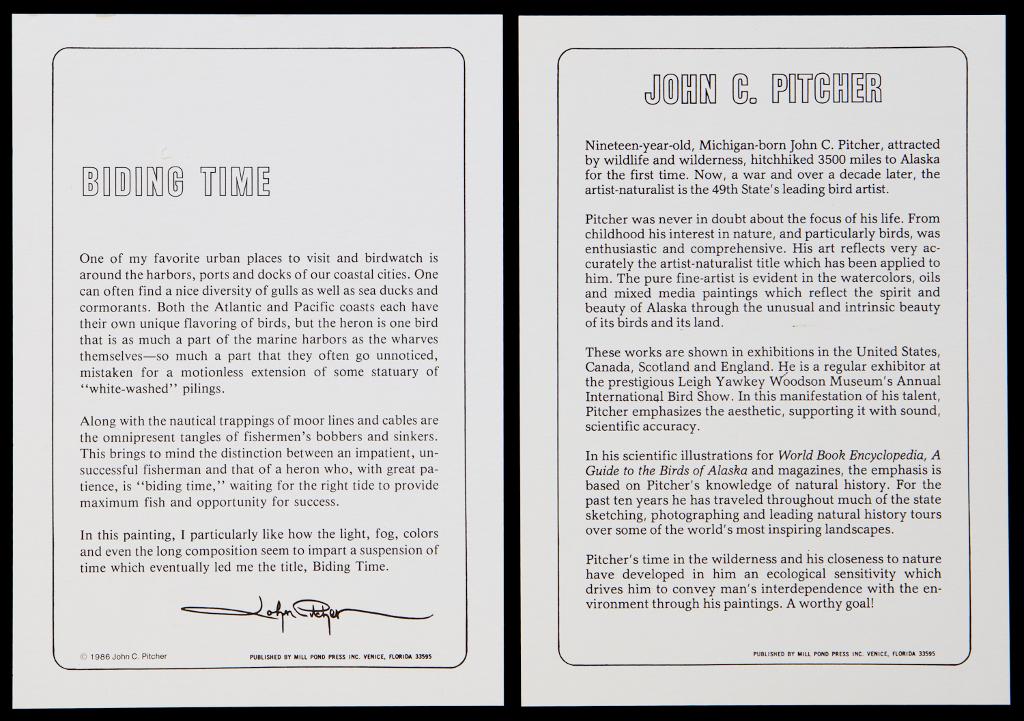 BIDING TIME
One of my favorite urban places to visit and birdwatch is
around the harbors, ports and docks of our coastal cities. One
can often find a nice diversity of gulls as well as sea ducks and
cormorants. Both the Atlantic and Pacific coasts each have
their own unique flavoring of birds, but the heron is one bird
that is as much a part of the marine harbors as the wharves
themselves—so much a part that they often go unnoticed,
mistaken for a motionless extension of some statuary of
"white-washed" pilings.
Along with the nautical trappings of moor lines and cables are
the omnipresent tangles of fishermen's bobbers and sinkers.
This brings to mind the distinction between an impatient, un-
successful fisherman and that of a heron who, with great pa-
tience, is "biding time," waiting for the right tide to provide
maximum fish and opportunity for success.
In this painting, I particularly like how the light, fog, colors
and even the long composition seem to impart a suspension of
time which eventually led me the title, Biding Time.
John Pitcher
© 1986 John C. Pitcher
PUBLISHED BY MILL POND PRESS INC. VENICE, FLORIDA 33595
JOHN C. PITCHER
Nineteen-year-old, Michigan-born John C. Pitcher, attracted
by wildlife and wilderness, hitchhiked 3500 miles to Alaska
for the first time. Now, a war and over a decade later, the
artist-naturalist is the 49th State's leading bird artist.
Pitcher was never in doubt about the focus of his life. From
childhood his interest in nature, and particularly birds, was
enthusiastic and comprehensive. His art reflects very ac-
curately the artist-naturalist title which has been applied to
him. The pure fine-artist is evident in the watercolors, oils
and mixed media paintings which reflect the spirit and
beauty of Alaska through the unusual and intrinsic beauty
of its birds and its land.
These works are shown in exhibitions in the United States,
Canada, Scotland and England. He is a regular exhibitor at
the prestigious Leigh Yawkey Woodson Museum's Annual
International Bird Show. In this manifestation of his talent,
Pitcher emphasizes the aesthetic, supporting it with sound,
scientific accuracy.
In his scientific illustrations for World Book Encyclopedia, A
Guide to the Birds of Alaska and magazines, the emphasis is
based on Pitcher's knowledge of natural history. For the
past ten years he has traveled throughout much of the state
sketching, photographing and leading natural history tours
over some of the world's most inspiring landscapes.
Pitcher's time in the wilderness and his closeness to nature
have developed in him an ecological sensitivity which
drives him to convey man's interdependence with the en-
vironment through his paintings. A worthy goal!
PUBLISHED BY MILL POND PRESS INC. VENICE, FLORIDA 33595